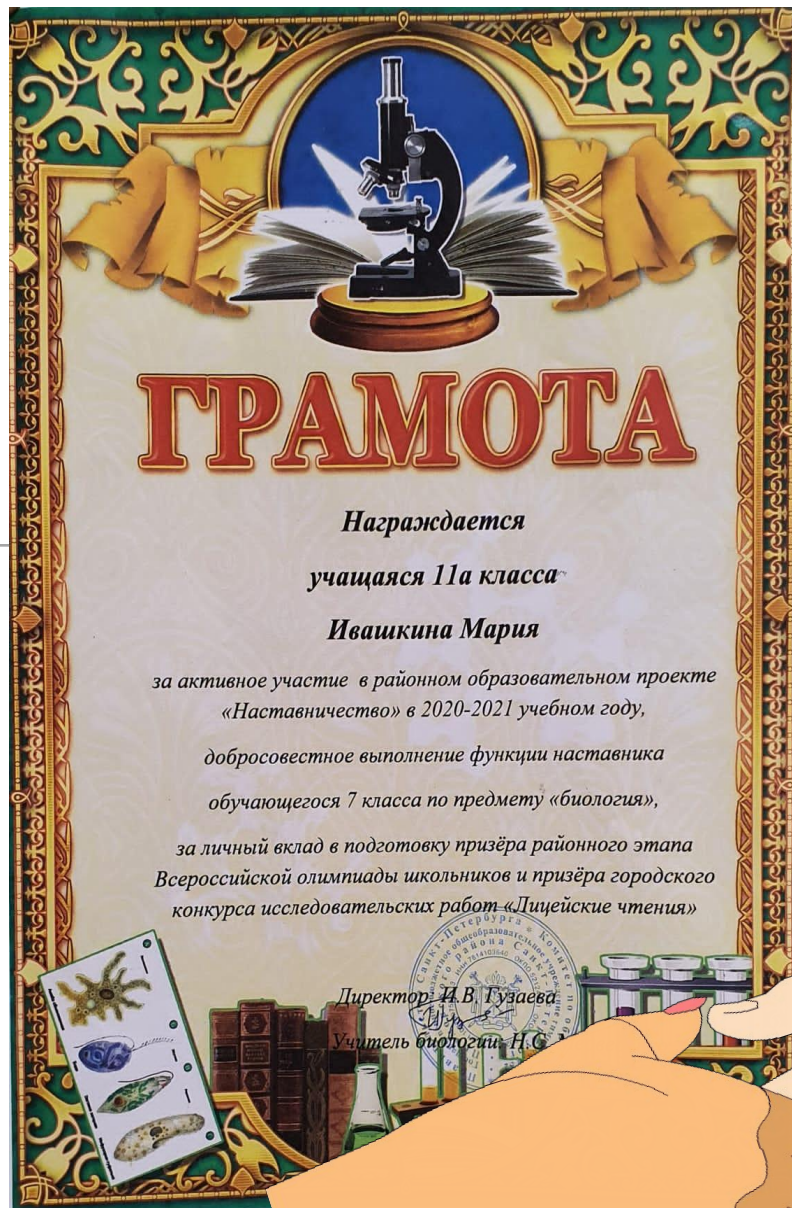 ГРАМОТА
Награждается
учащаяся 11а класса
Ивашкина Мария
за активное участие в районном образовательном проекте
«Наставничество» в 2020-2021 учебном году,
добросовестное выполнение функции наставника
обучающегося 7 класса по предмету «биология»,
за личный вклад в подготовку призёра районного этапа
Всероссийской олимпиады школьников и призёра городского
конкурса исследовательских работ «Лицейские чтения»
Директор: И.В. Гузаева
Учитель биологии: Н.С.